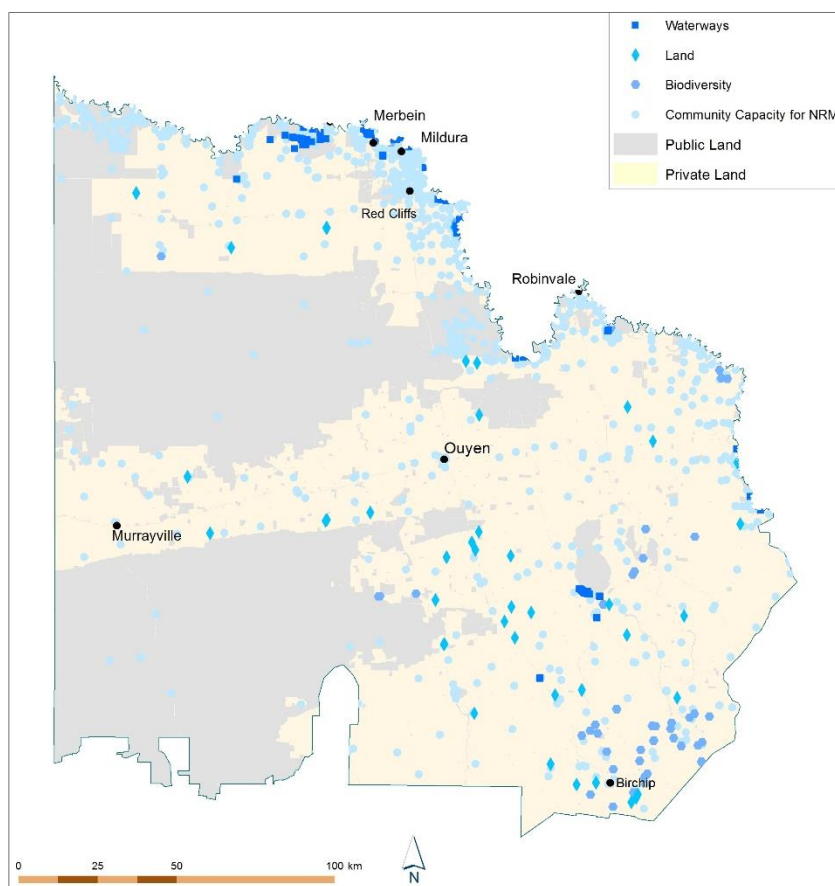 Waterways
Land
Biodiversity
Community Capacity for NRM
Public Land
Private Land
Merbein
Mildura
Red Cliffs
Robinvale
Ouyen
Murrayville
Birchip
0 25 50 100 km
N